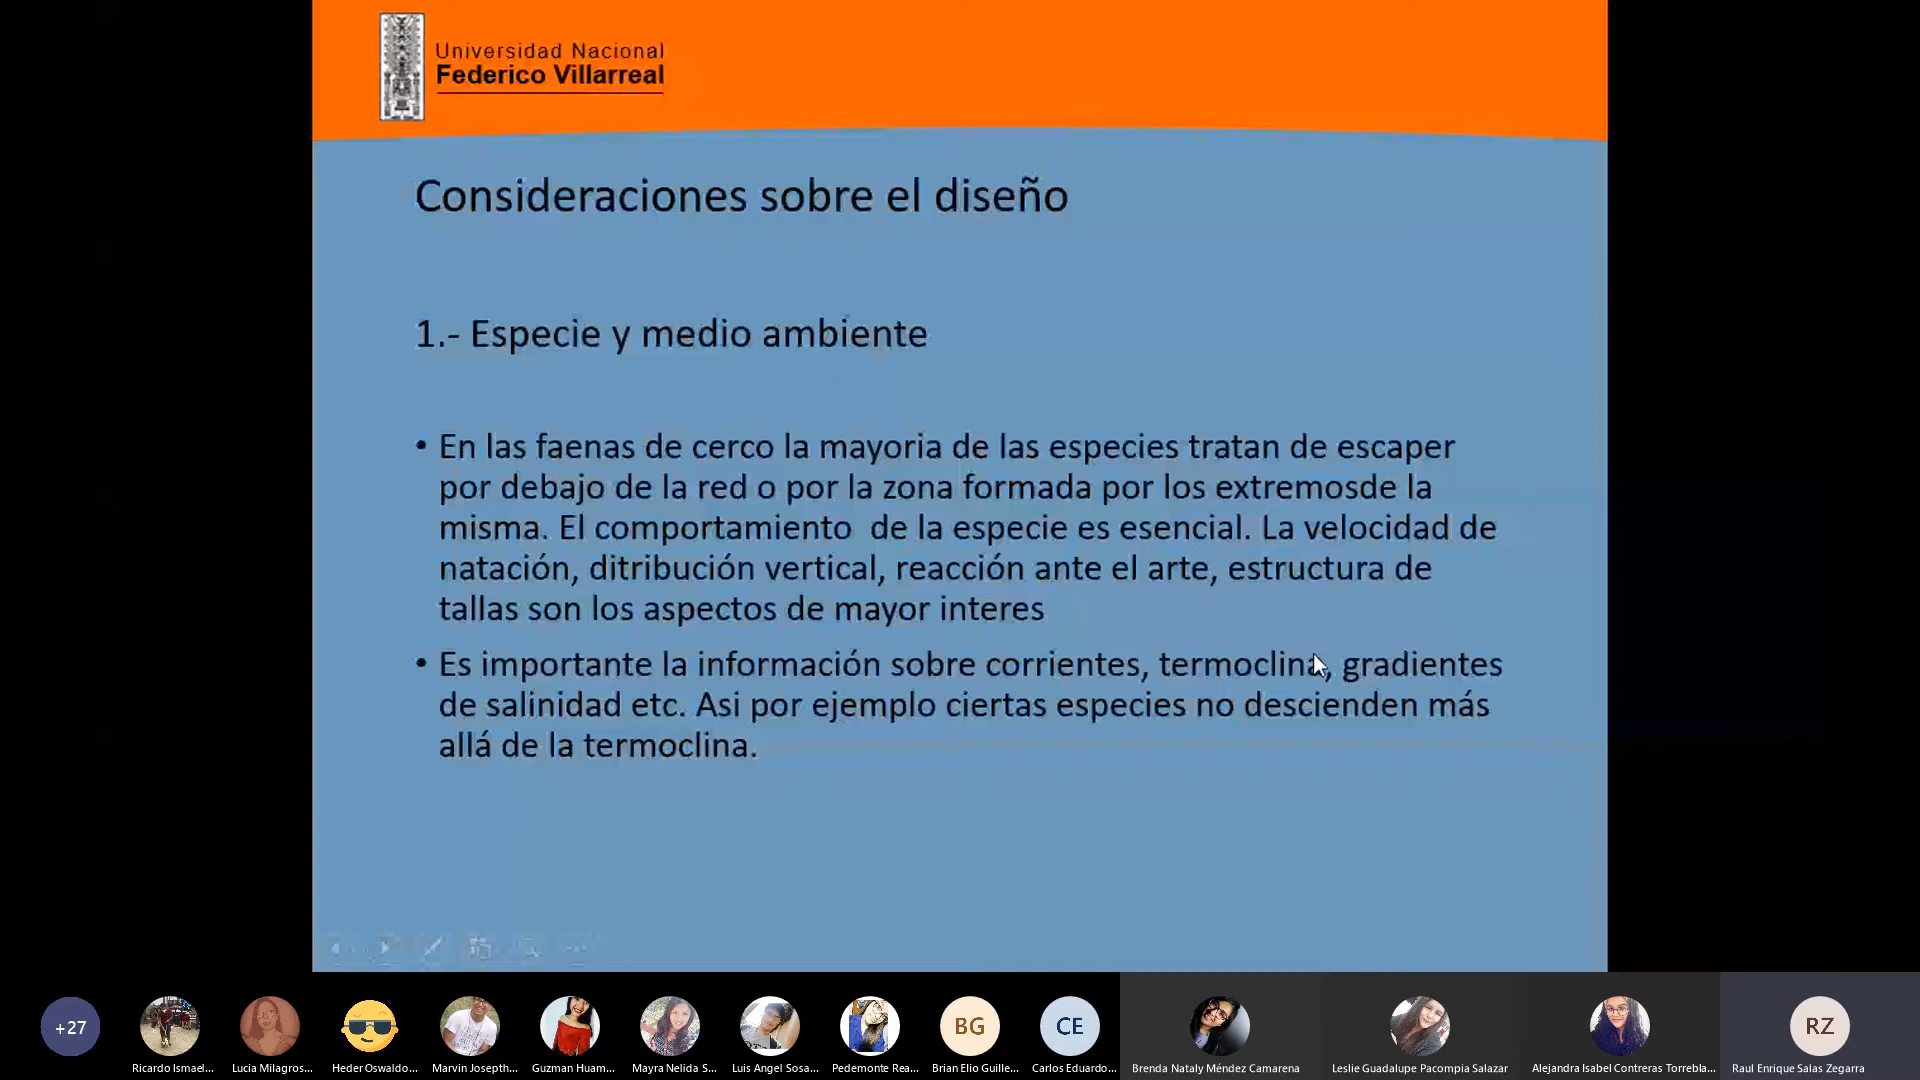 Universidad Nacional
Federico Villarreal
Consideraciones sobre el diseño
1.- Especie y medio ambiente
• En las faenas de cerco la mayoria de las especies tratan de escaper
por debajo de la red o por la zona formada por los extremosde la
misma. El comportamiento  de la especie es esencial. La velocidad de
natación, ditribución vertical, reacción ante el arte, estructura de
tallas son los aspectos de mayor interes
• Es importante la información sobre corrientes, termoclina, gradientes
de salinidad etc. Asi por ejemplo ciertas especies no descienden más
allá de la termoclina.
+27
BG
CE
RZ
Ricardo Ismael...
Lucia Milagros...
Heder Oswaldo...
Marvin Josepth...
Guzman Huam...
Mayra Nelida S...
Luis Angel Sosa...
Pedemonte Rea...
Brian Elio Guille...
Carlos Eduardo...
Brenda Nataly Méndez Camarena
Leslie Guadalupe Pacompia Salazar
Alejandra Isabel Contreras Torrebla...
Raul Enrique Salas Zegarra